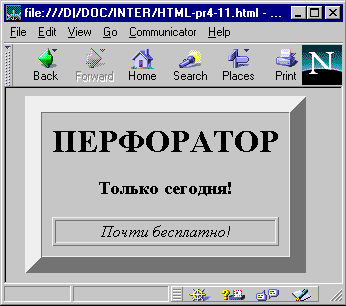 file:///D|/DOC/INTER/HTML-pr4-11.html - ...
File Edit View Go Communicator Help
Back Forward Home Search Places Print N
ПЕРФОРАТОР
Только сегодня!
Почти бесплатно!